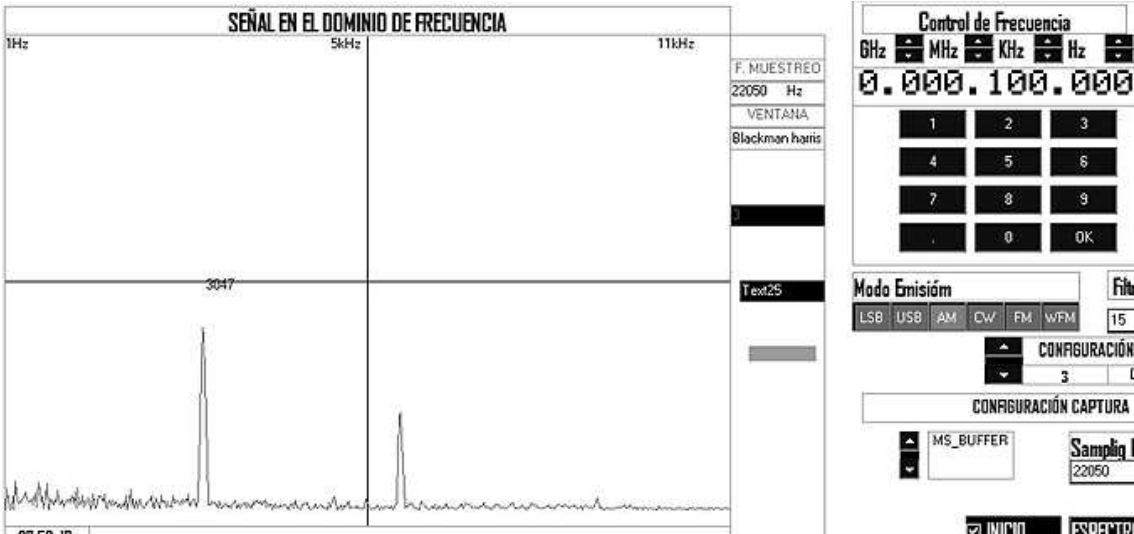 SEÑAL EN EL DOMINIO DE FRECUENCIA
1Hz 5kHz 11kHz
F. MUESTREO
22050 Hz
VENTANA
Blackman harris
3
Text25
3047
Control de Frecuencia
GHz MHz KHz Hz
0.000.100.000
1 2 3
4 5 6
7 8 9
. 0 OK
Modo Emisióm
LSB USB AM CW FM WFM
15
CONFIGURACIÓN
3
CONFIGURACIÓN CAPTURA
MS_BUFFER
Samplig
22050
INICIO